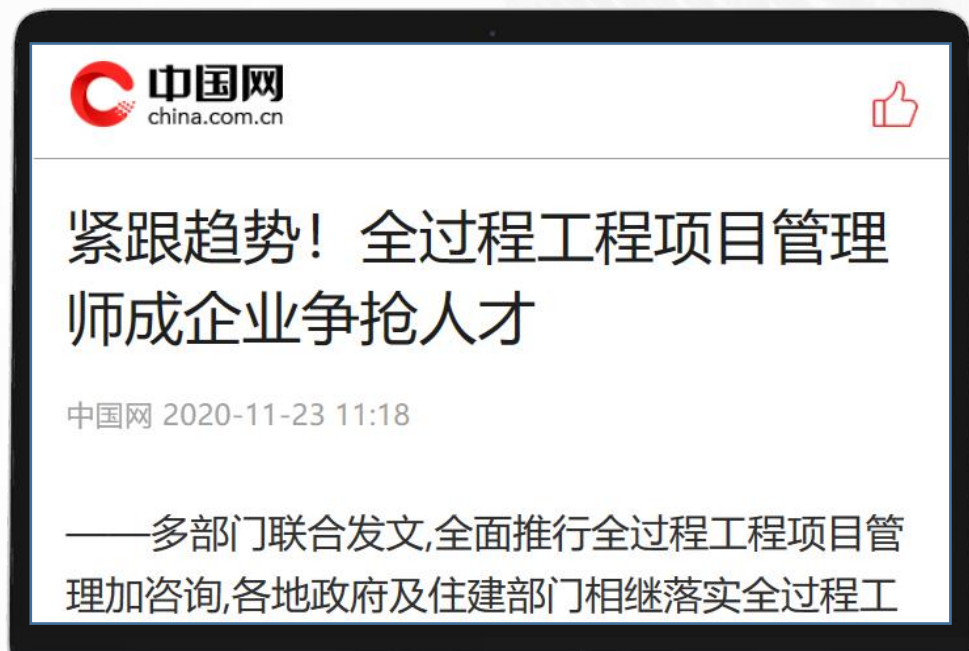 中国网
china.com.cn
紧跟趋势！全过程工程项目管理
师成企业争抢人才
中国网 2020-11-23 11:18
——多部门联合发文,全面推行全过程工程项目管
理加咨询,各地政府及住建部门相继落实全过程工